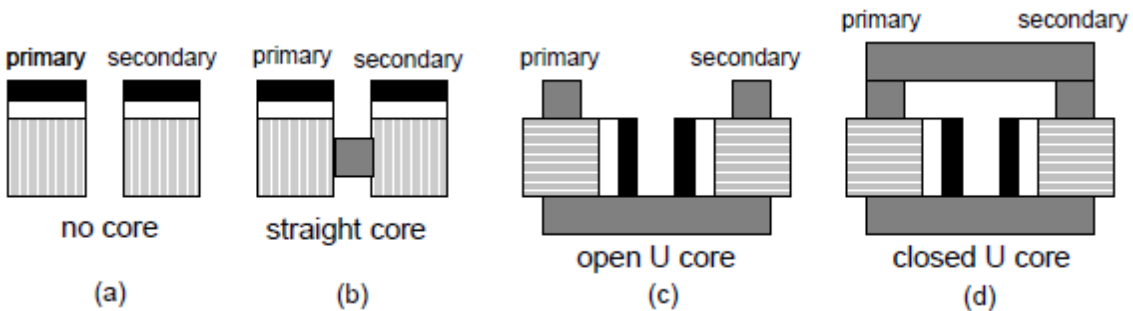 primary secondary
no core
(a)
primary secondary
straight core
(b)
primary secondary
open U core
(c)
primary secondary
closed U core
(d)